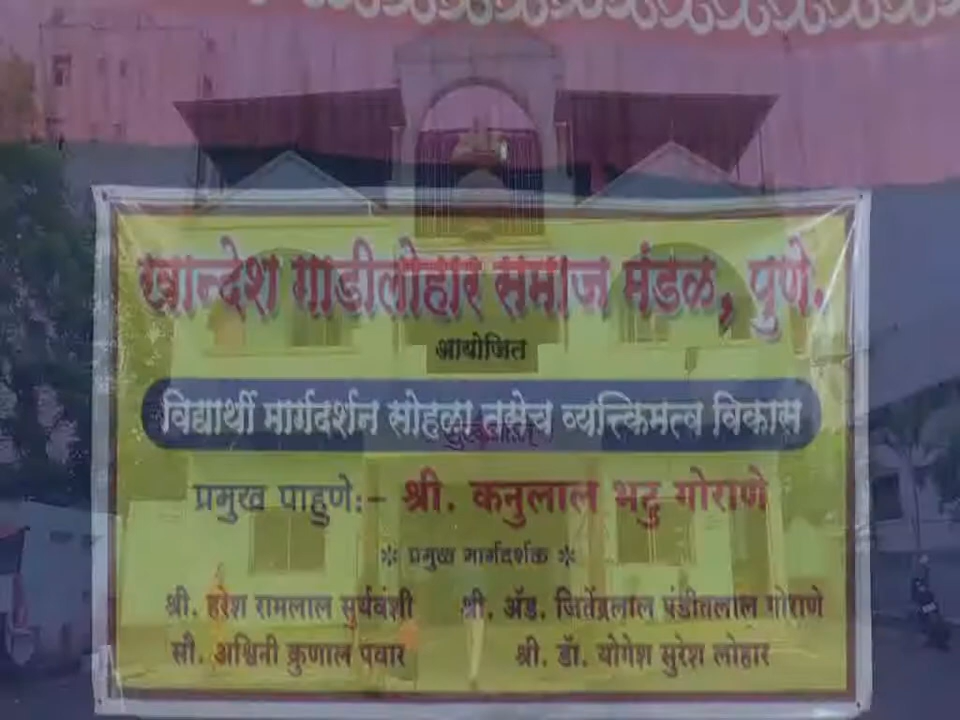 खान्देश गाडीलोहार समाज मंडळ, पुणे.
आयोजित
विद्यार्थी मार्गदर्शन सोहळा तसेच व्यक्तिमत्व विकास
प्रमुख पाहुणे:- श्री. कनुलाल भटु गोराणे
* प्रमुख मार्गदर्शक *
श्री. हरेश रामलाल सुर्यवंशी श्री. ॲड. जितेंद्रलाल पंडीतलाल गोराणे
सौ. अश्विनी कुणाल पवार श्री. डॉ. योगेश सुरेश लोहार